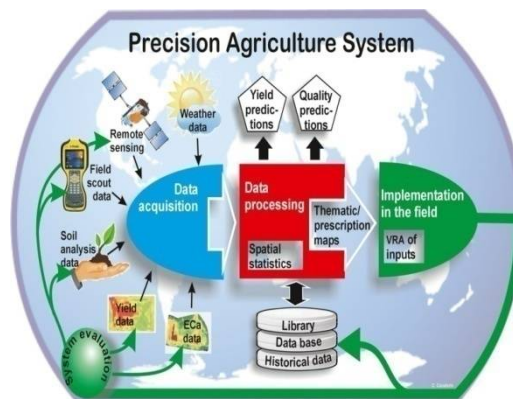 Precision Agriculture System
Yield
predic-
tions
Quality
predic-
tions
Weather
data
Remote
sensing
Field
scout
data
Soil
analysis
data
Data
acquisition
Data
processing
Spatial
statistics
Thematic/
prescription
maps
Implementation
in the field
VRA of
inputs
Yield
data
ECa
data
Library
Data base
Historical data
System evaluation